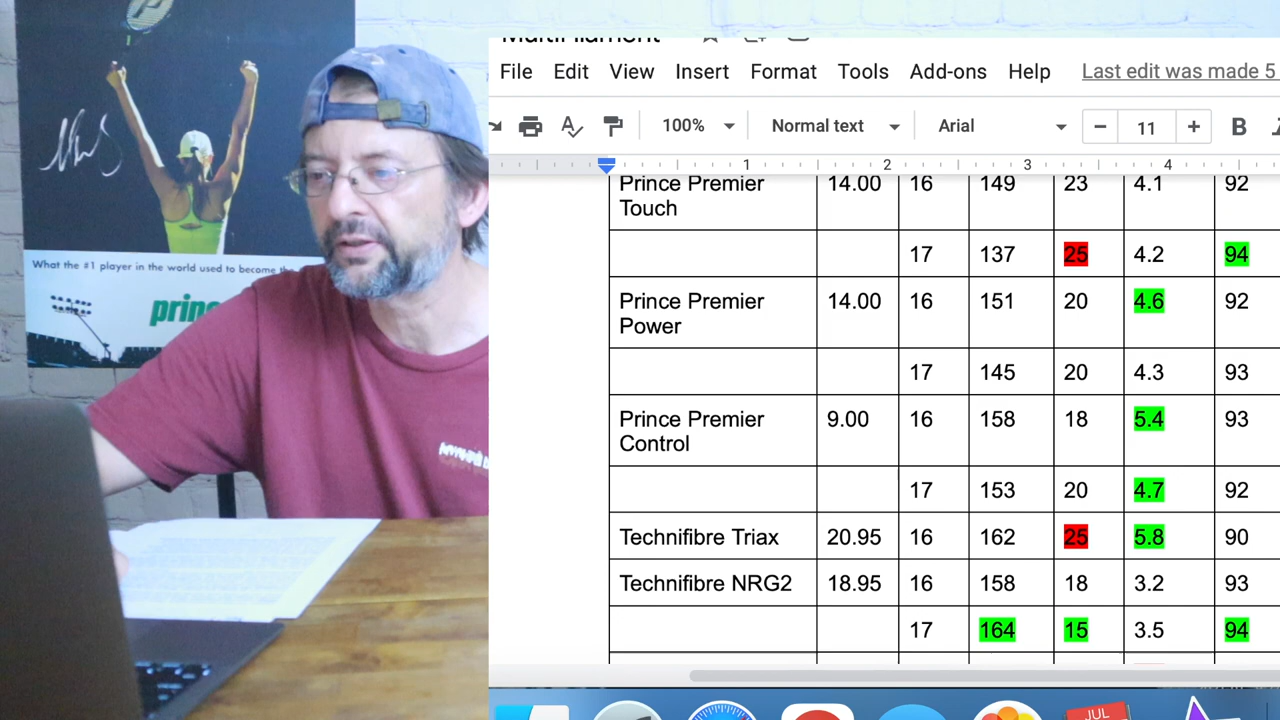 What the #1 player in the world used to become the
prince
File Edit View Insert Format Tools Add-ons Help Last edit was made 5
100% Normal text Arial 11 B
1 2 3 4
Prince Premier Touch 14.00 16 149 23 4.1 92
17 137 25 4.2 94
Prince Premier Power 14.00 16 151 20 4.6 92
17 145 20 4.3 93
Prince Premier Control 9.00 16 158 18 5.4 93
17 153 20 4.7 92
Technifibre Triax 20.95 16 162 25 5.8 90
Technifibre NRG2 18.95 16 158 18 3.2 93
17 164 15 3.5 94
JUL